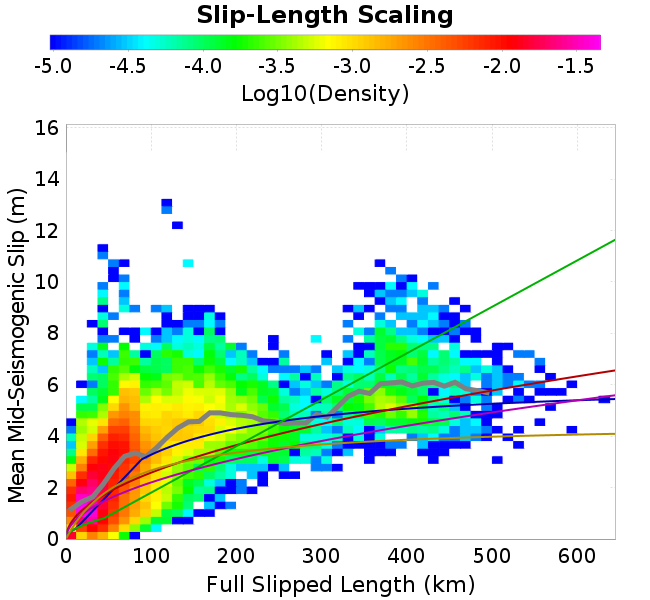 Slip-Length Scaling
-5.0 -4.5 -4.0 -3.5 -3.0 -2.5 -2.0 -1.5
Log10(Density)
16
14
12
10
8
6
4
2
0
Mean Mid-Seismogenic Slip (m)
0 100 200 300 400 500 600
Full Slipped Length (km)